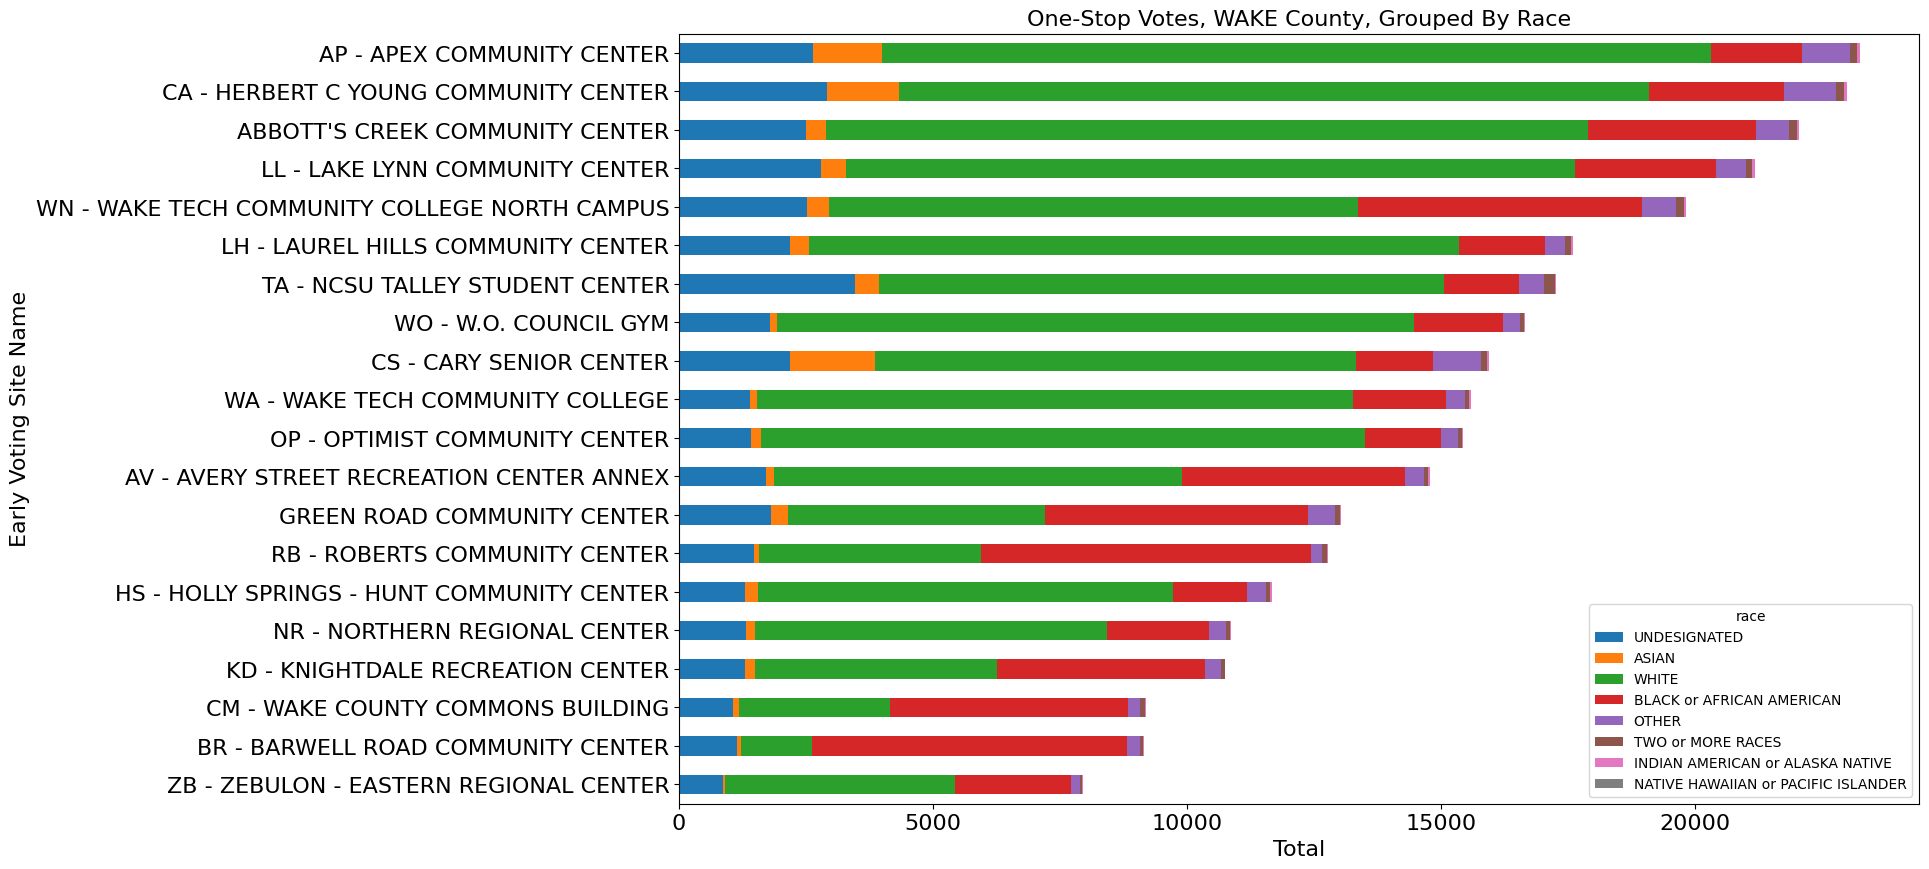 One-Stop Votes, WAKE County, Grouped By Race
Early Voting Site Name
AP - APEX COMMUNITY CENTER
CA - HERBERT C YOUNG COMMUNITY CENTER
ABBOTT'S CREEK COMMUNITY CENTER
LL - LAKE LYNN COMMUNITY CENTER
WN - WAKE TECH COMMUNITY COLLEGE NORTH CAMPUS
LH - LAUREL HILLS COMMUNITY CENTER
TA - NCSU TALLEY STUDENT CENTER
WO - W.O. COUNCIL GYM
CS - CARY SENIOR CENTER
WA - WAKE TECH COMMUNITY COLLEGE
OP - OPTIMIST COMMUNITY CENTER
AV - AVERY STREET RECREATION CENTER ANNEX
GREEN ROAD COMMUNITY CENTER
RB - ROBERTS COMMUNITY CENTER
HS - HOLLY SPRINGS - HUNT COMMUNITY CENTER
NR - NORTHERN REGIONAL CENTER
KD - KNIGHTDALE RECREATION CENTER
CM - WAKE COUNTY COMMONS BUILDING
BR - BARWELL ROAD COMMUNITY CENTER
ZB - ZEBULON - EASTERN REGIONAL CENTER
race
UNDESIGNATED
ASIAN
WHITE
BLACK or AFRICAN AMERICAN
OTHER
TWO or MORE RACES
INDIAN AMERICAN or ALASKA NATIVE
NATIVE HAWAIIAN or PACIFIC ISLANDER
0 5000 10000 15000 20000
Total